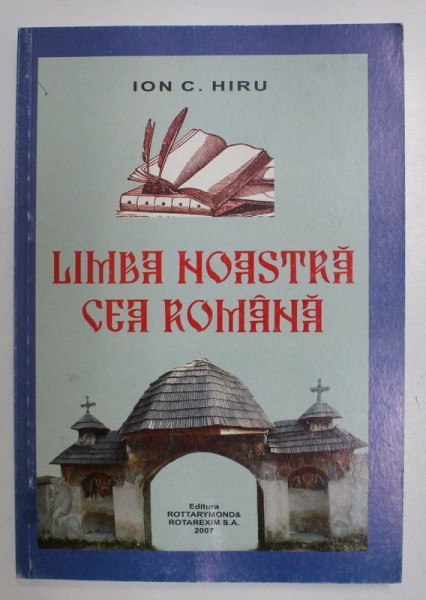 ION C. HIRU
LIMBA NOASTRĂ
CEA ROMÂNĂ
Editura
ROTTARYMOND&
ROTAREXIM S.A.
2007